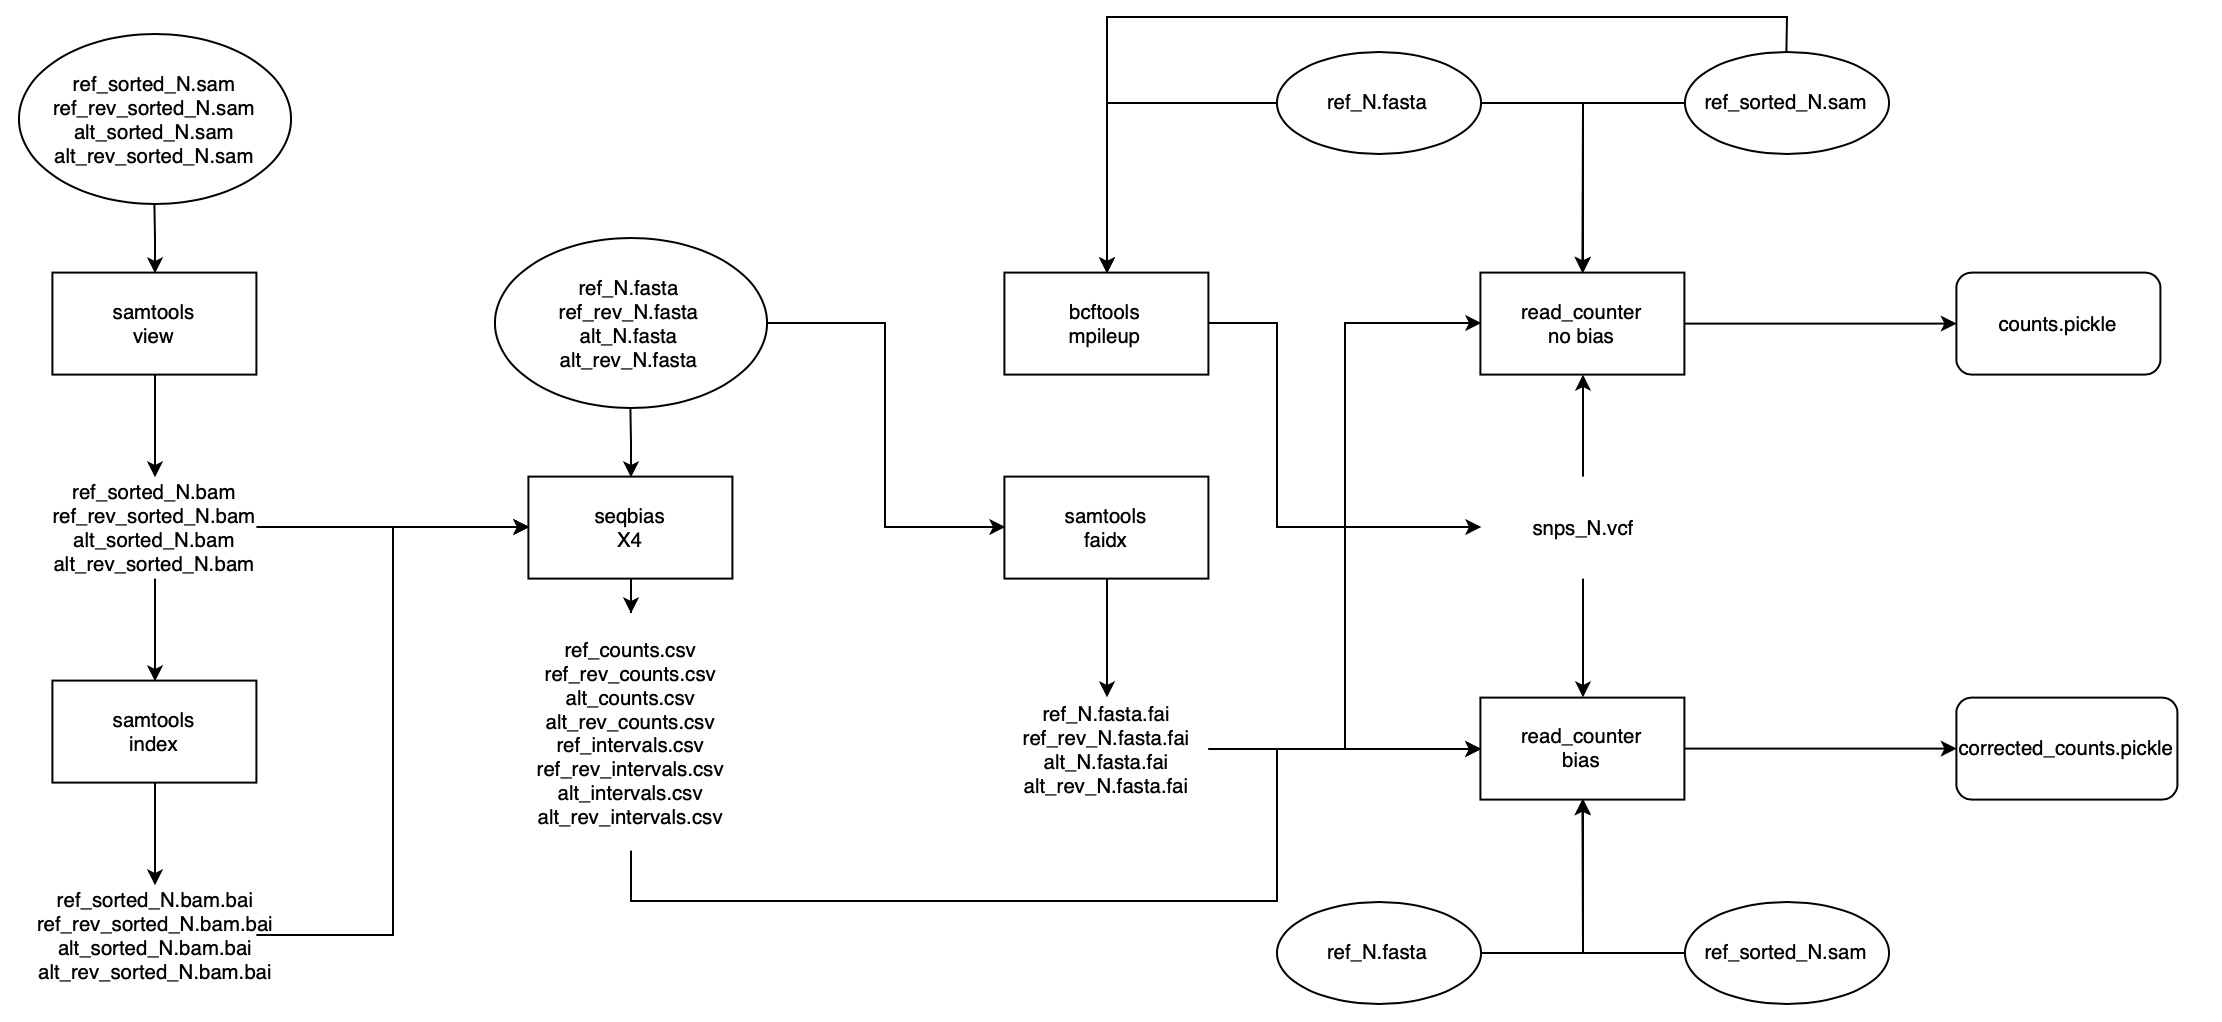 ref_sorted_N.sam
ref_rev_sorted_N.sam
alt_sorted_N.sam
alt_rev_sorted_N.sam
samtools
view
ref_sorted_N.bam
ref_rev_sorted_N.bam
alt_sorted_N.bam
alt_rev_sorted_N.bam
samtools
index
ref_sorted_N.bam.bai
ref_rev_sorted_N.bam.bai
alt_sorted_N.bam.bai
alt_rev_sorted_N.bam.bai
ref_N.fasta
ref_rev_N.fasta
alt_N.fasta
alt_rev_N.fasta
seqbias
X4
ref_counts.csv
ref_rev_counts.csv
alt_counts.csv
alt_rev_counts.csv
ref_intervals.csv
ref_rev_intervals.csv
alt_intervals.csv
alt_rev_intervals.csv
bcftools
mpileup
samtools
faidx
ref_N.fasta.fai
ref_rev_N.fasta.fai
alt_N.fasta.fai
alt_rev_N.fasta.fai
ref_N.fasta
ref_sorted_N.sam
read_counter
no bias
counts.pickle
snps_N.vcf
read_counter
bias
corrected_counts.pickle
ref_N.fasta
ref_sorted_N.sam